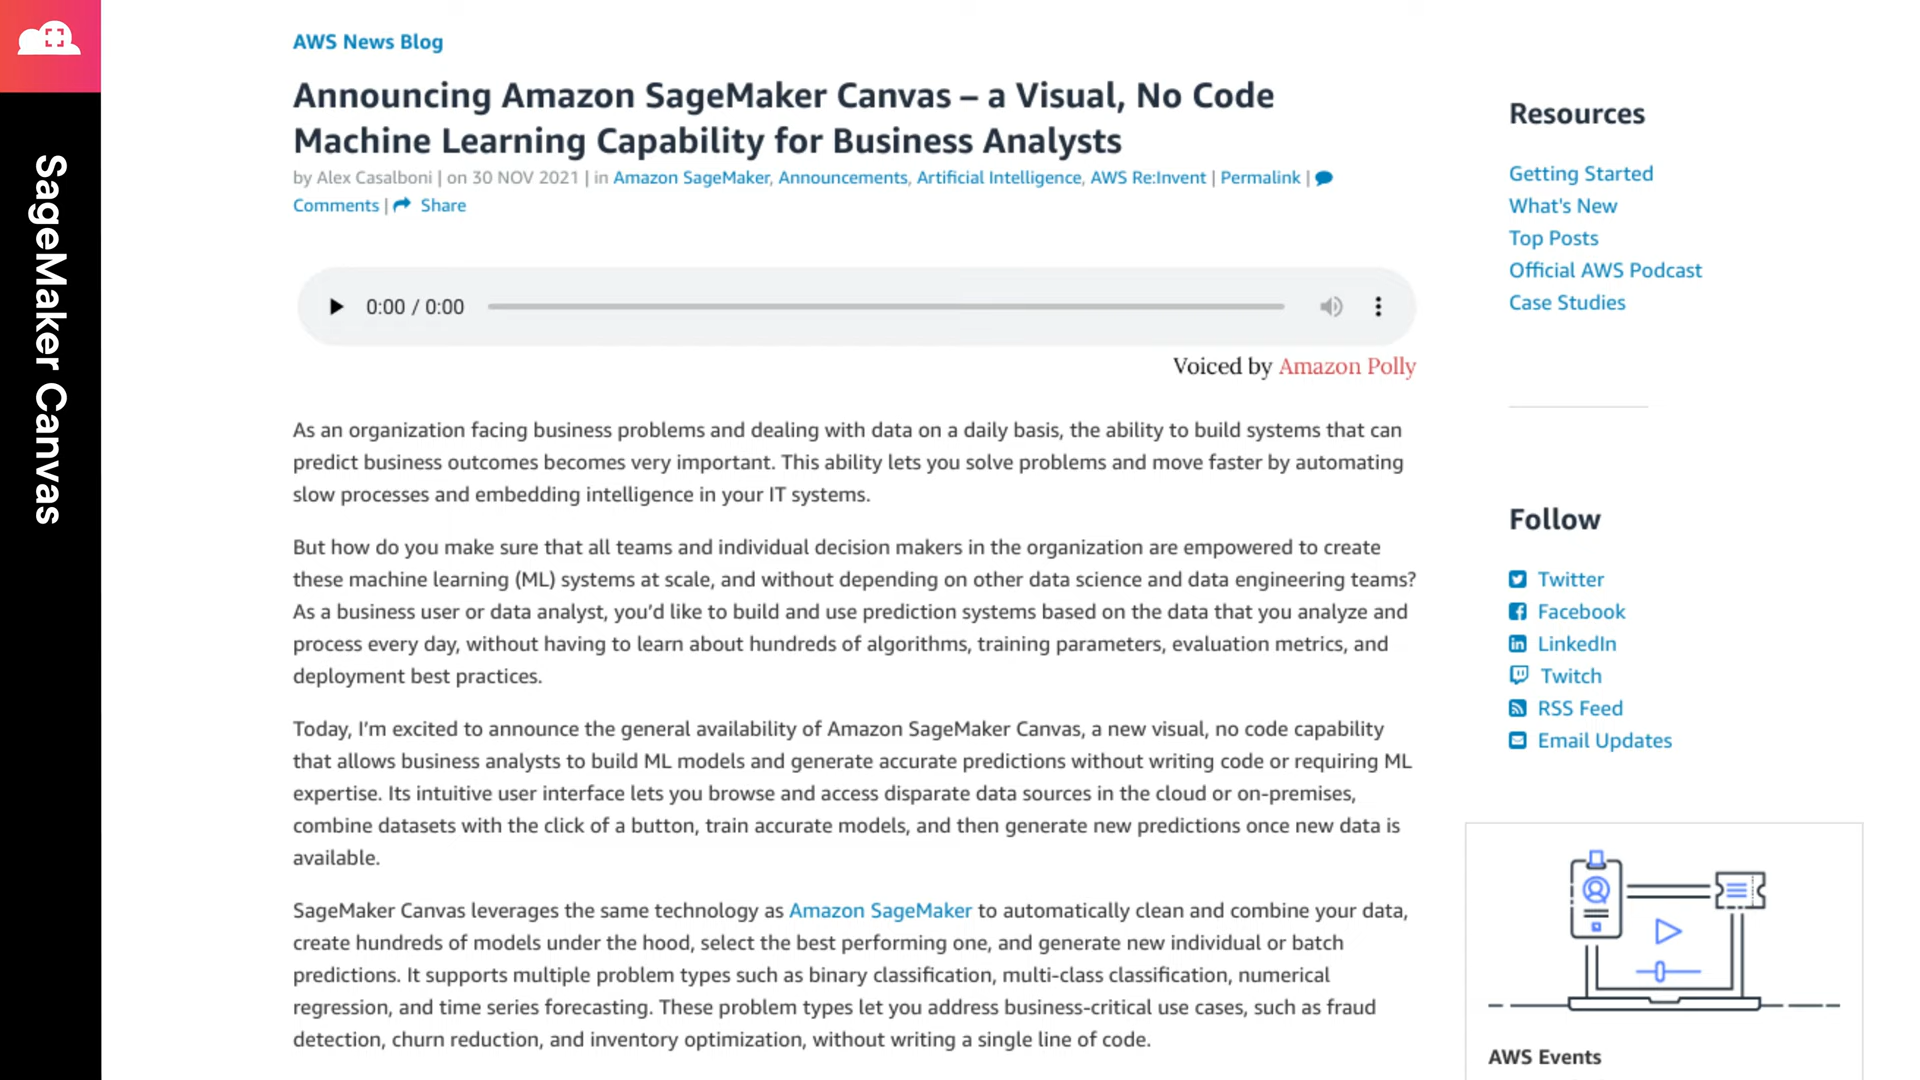 SageMaker Canvas
AWS News Blog
Announcing Amazon SageMaker Canvas – a Visual, No Code
Machine Learning Capability for Business Analysts
by Alex Casalboni | on 30 NOV 2021 | in Amazon SageMaker, Announcements, Artificial Intelligence, AWS Re:Invent | Permalink |
Comments | Share
0:00 / 0:00
Voiced by Amazon Polly
As an organization facing business problems and dealing with data on a daily basis, the ability to build systems that can
predict business outcomes becomes very important. This ability lets you solve problems and move faster by automating
slow processes and embedding intelligence in your IT systems.
But how do you make sure that all teams and individual decision makers in the organization are empowered to create
these machine learning (ML) systems at scale, and without depending on other data science and data engineering teams?
As a business user or data analyst, you’d like to build and use prediction systems based on the data that you analyze and
process every day, without having to learn about hundreds of algorithms, training parameters, evaluation metrics, and
deployment best practices.
Today, I’m excited to announce the general availability of Amazon SageMaker Canvas, a new visual, no code capability
that allows business analysts to build ML models and generate accurate predictions without writing code or requiring ML
expertise. Its intuitive user interface lets you browse and access disparate data sources in the cloud or on-premises,
combine datasets with the click of a button, train accurate models, and then generate new predictions once new data is
available.
SageMaker Canvas leverages the same technology as Amazon SageMaker to automatically clean and combine your data,
create hundreds of models under the hood, select the best performing one, and generate new individual or batch
predictions. It supports multiple problem types such as binary classification, multi-class classification, numerical
regression, and time series forecasting. These problem types let you address business-critical use cases, such as fraud
detection, churn reduction, and inventory optimization, without writing a single line of code.
Resources
Getting Started
What's New
Top Posts
Official AWS Podcast
Case Studies
Follow
Twitter
Facebook
LinkedIn
Twitch
RSS Feed
Email Updates
AWS Events